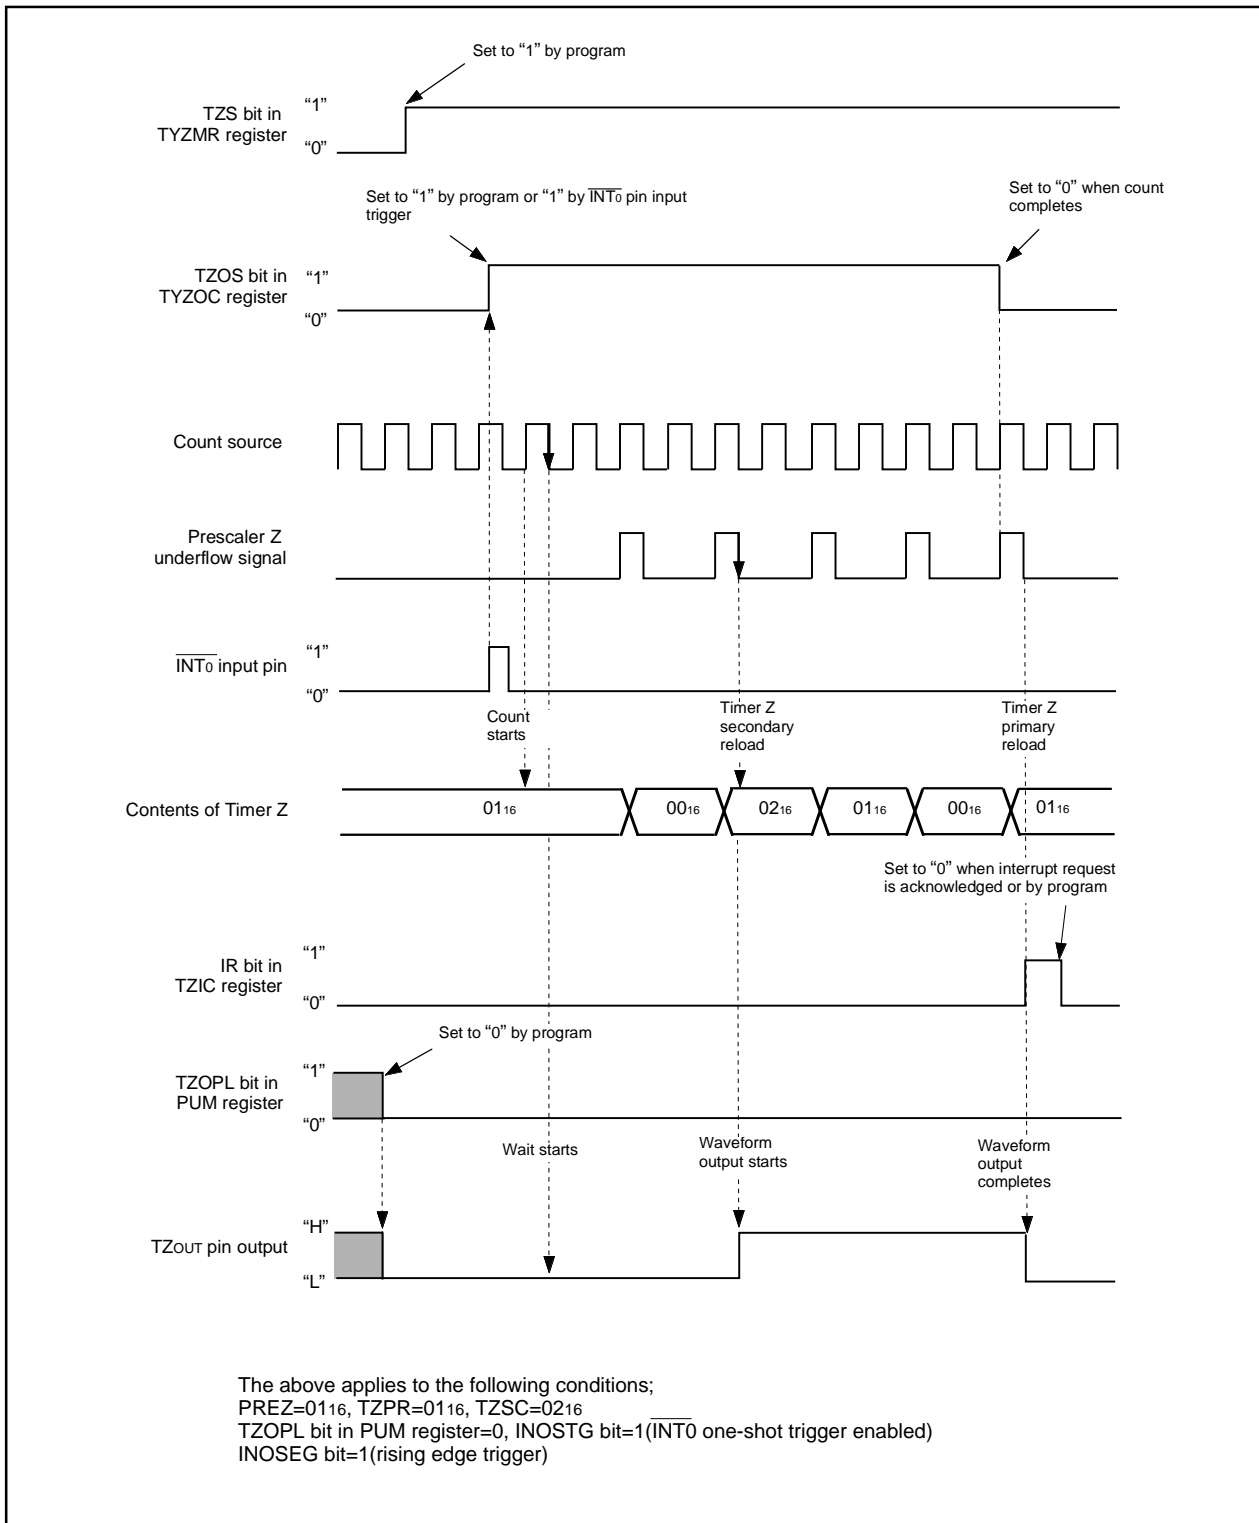 Set to “1” by program
TZS bit in
TYZMR register
“1”
“0”
Set to “1” by program or “1” by INT0 pin input
trigger
Set to “0” when count
completes
TZOS bit in
TYZOC register
“1”
“0”
Count source
Prescaler Z
underflow signal
INT0 input pin
“1”
“0”
Count
starts
Timer Z
secondary
reload
Timer Z
primary
reload
Contents of Timer Z
0116
0016
0216
0116
0016
0116
Set to “0” when interrupt request
is acknowledged or by program
IR bit in
TZIC register
“1”
“0”
Set to “0” by program
TZOPL bit in
PUM register
“1”
“0”
Wait starts
Waveform
output starts
Waveform
output
completes
TZOUT pin output
“H”
“L”
The above applies to the following conditions;
PREZ=0116, TZPR=0116, TZSC=0216
TZOPL bit in PUM register=0, INOSTG bit=1(INT0 one-shot trigger enabled)
INOSEG bit=1(rising edge trigger)